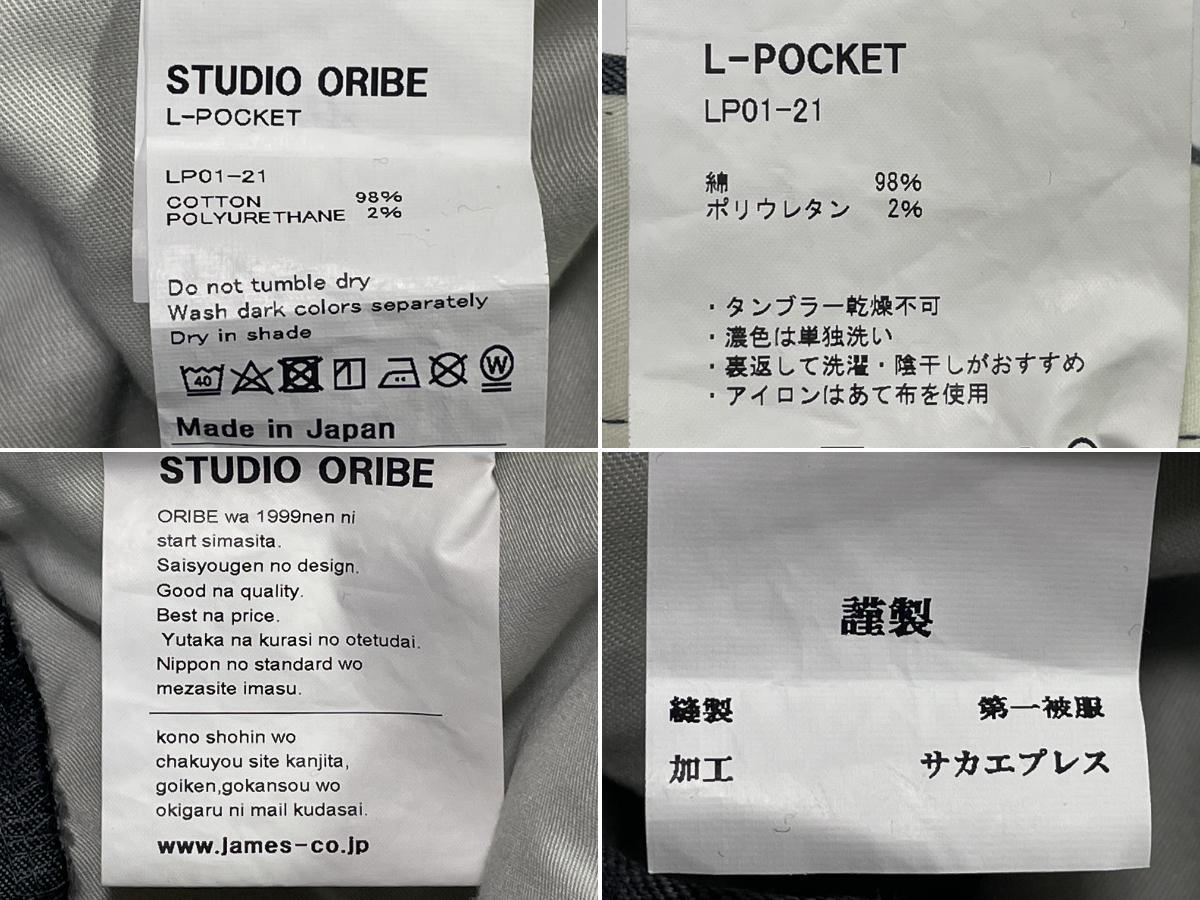 STUDIO ORIBE
L-POCKET
LP01-21
COTTON 98%
POLYURETHANE 2%
Do not tumble dry
Wash dark colors separately
Dry in shade
40
W
Made in Japan
L-POCKET
LP01-21
綿 98%
ポリウレタン 2%
・タンブラー乾燥不可
・濃色は単独洗い
・裏返して洗濯・陰干しがおすすめ
・アイロンはあて布を使用
STUDIO ORIBE
ORIBE wa 1999nen ni
start simasita.
Saisyougen no design.
Good na quality.
Best na price.
Yutaka na kurasi no otetudai.
Nippon no standard wo
mezasite imasu.
kono shohin wo
chakuyou site kanjita,
goiken,gokansou wo
okigaru ni mail kudasai.
www.james-co.jp
謹製
縫製 第一被服
加工 サカエプレス